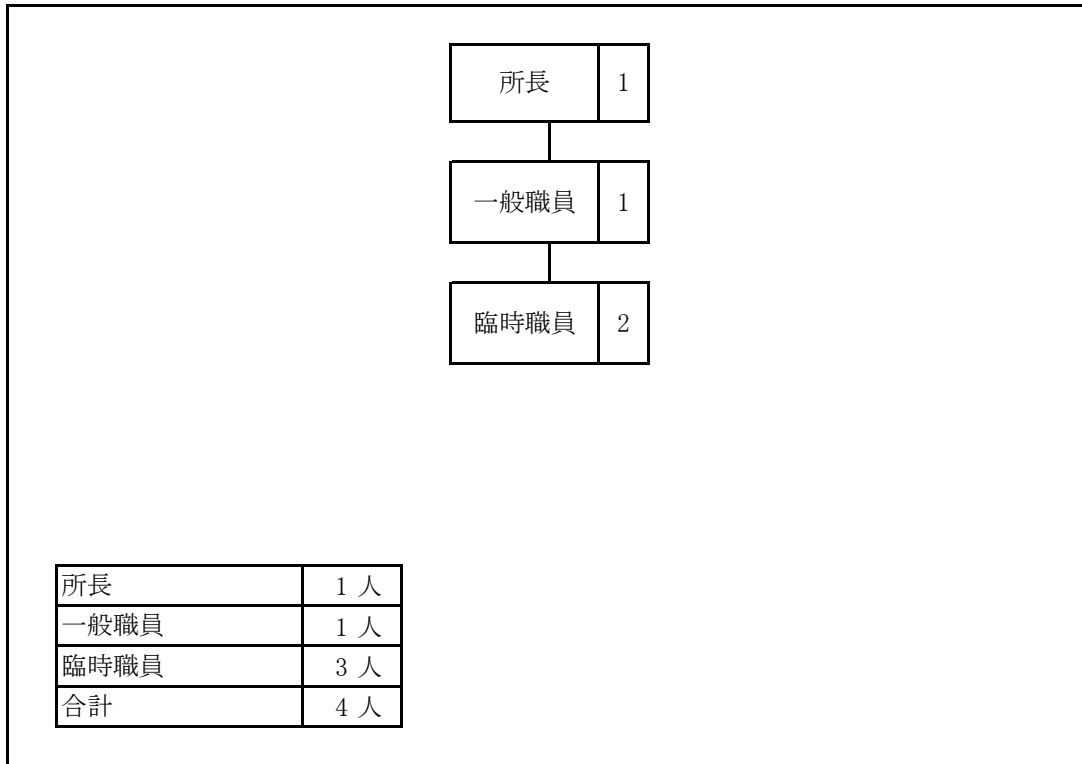 所長 1
一般職員 1
臨時職員 2
所長 1 人
一般職員 1 人
臨時職員 3 人
合計 4 人